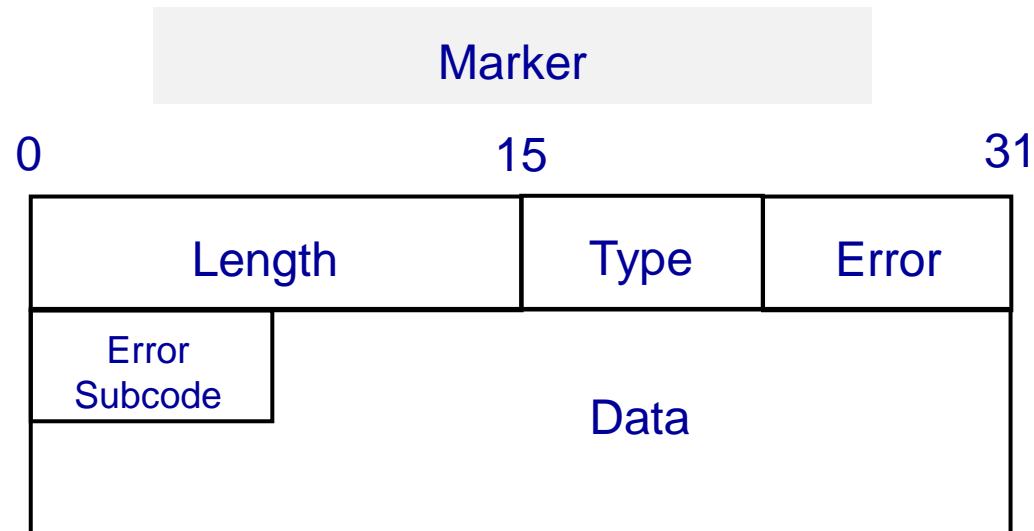 Marker
0 15 31
Length Type Error
Error
Subcode
Data